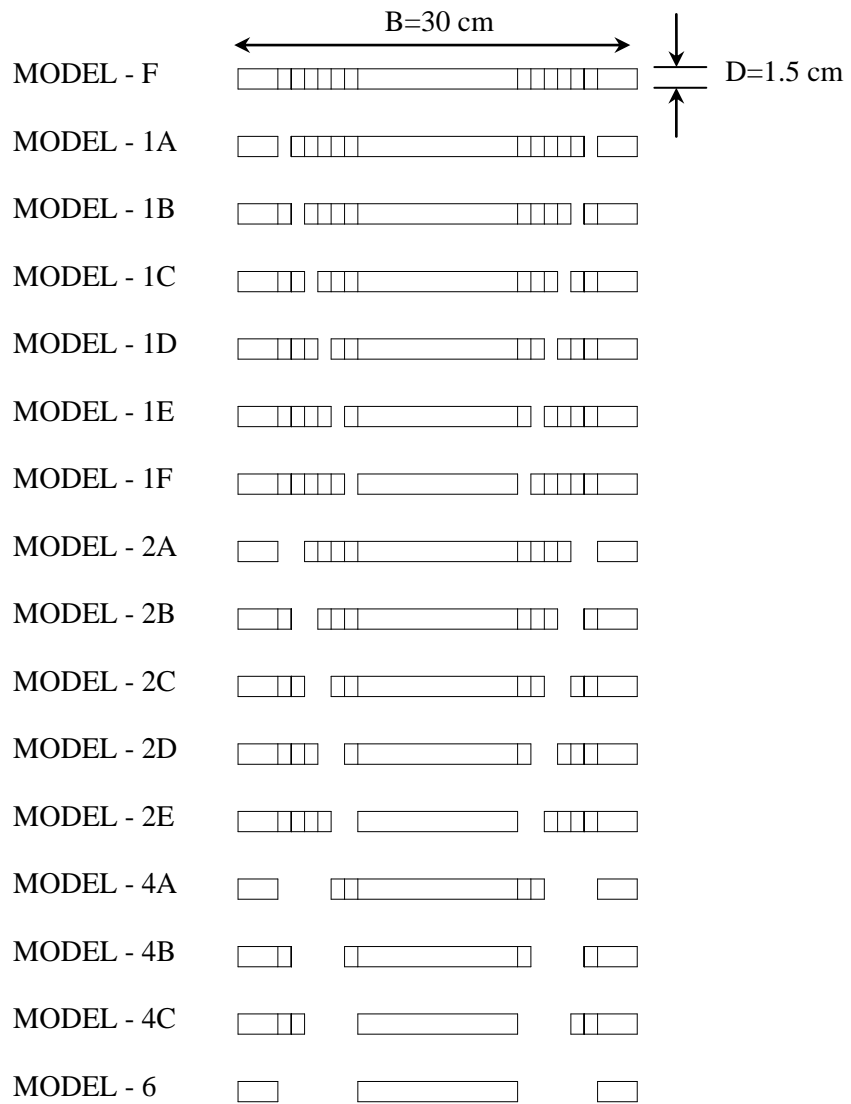 B=30 cm
MODEL - F
D=1.5 cm
MODEL - 1A
MODEL - 1B
MODEL - 1C
MODEL - 1D
MODEL - 1E
MODEL - 1F
MODEL - 2A
MODEL - 2B
MODEL - 2C
MODEL - 2D
MODEL - 2E
MODEL - 4A
MODEL - 4B
MODEL - 4C
MODEL - 6